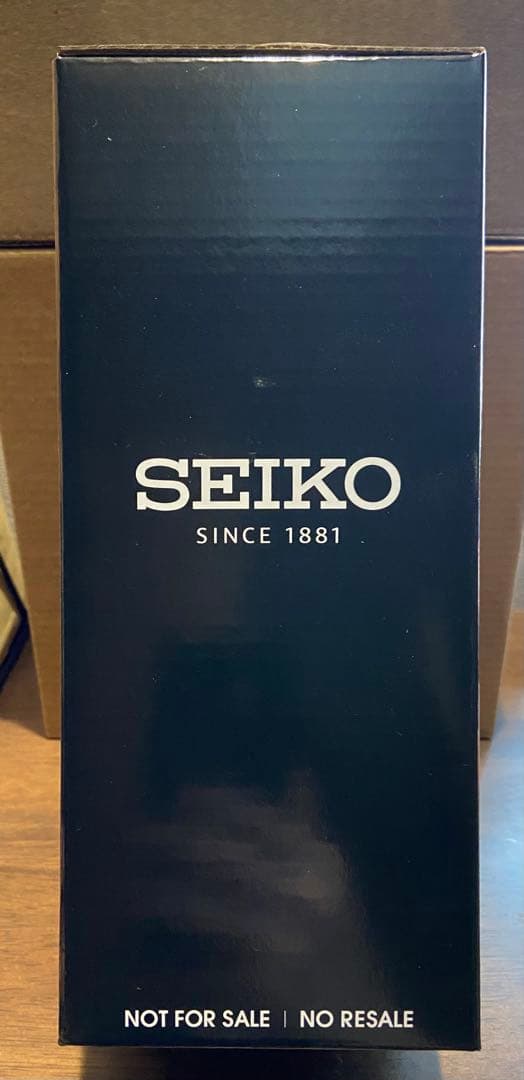 SEIKO
SINCE 1881
NOT FOR SALE | NO RESALE